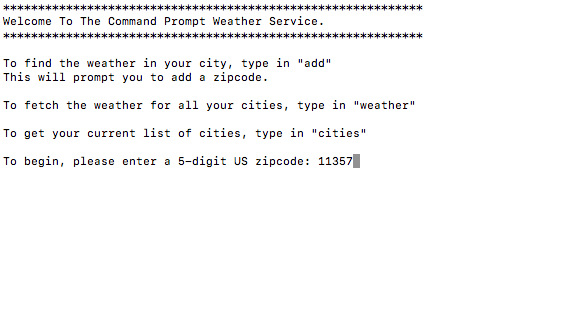 ************************************************************
Welcome To The Command Prompt Weather Service.
************************************************************
To find the weather in your city, type in "add"
This will prompt you to add a zipcode.
To fetch the weather for all your cities, type in "weather"
To get your current list of cities, type in "cities"
To begin, please enter a 5-digit US zipcode: 11357